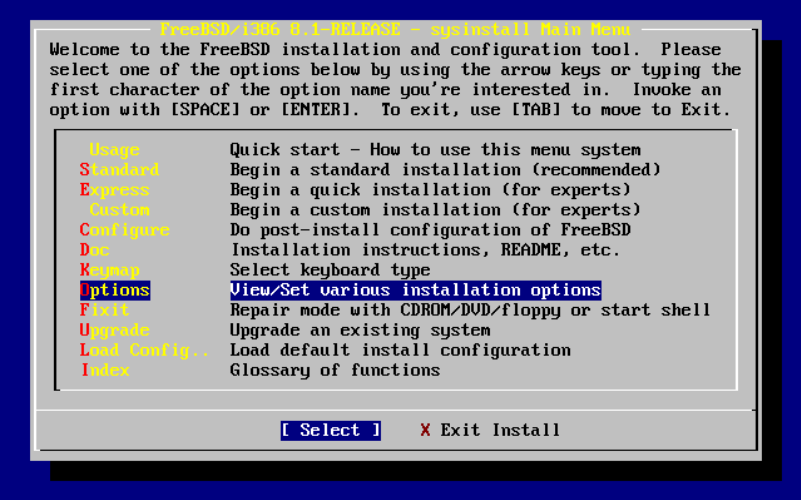 FreeBSD/i386 8.1-RELEASE - sysinstall Main Menu
Welcome to the FreeBSD installation and configuration tool.  Please
select one of the options below by using the arrow keys or typing the
first character of the option name you're interested in.  Invoke an
option with [SPACE] or [ENTER].  To exit, use [TAB] to move to Exit.
Usage Quick start - How to use this menu system
Standard Begin a standard installation (recommended)
Express Begin a quick installation (for experts)
Custom Begin a custom installation (for experts)
Configure Do post-install configuration of FreeBSD
Doc Installation instructions, README, etc.
Keymap Select keyboard type
Options View/Set various installation options
Fixit Repair mode with CDROM/DVD/floppy or start shell
Upgrade Upgrade an existing system
Load Config.. Load default install configuration
Index Glossary of functions
[ Select ] X Exit Install